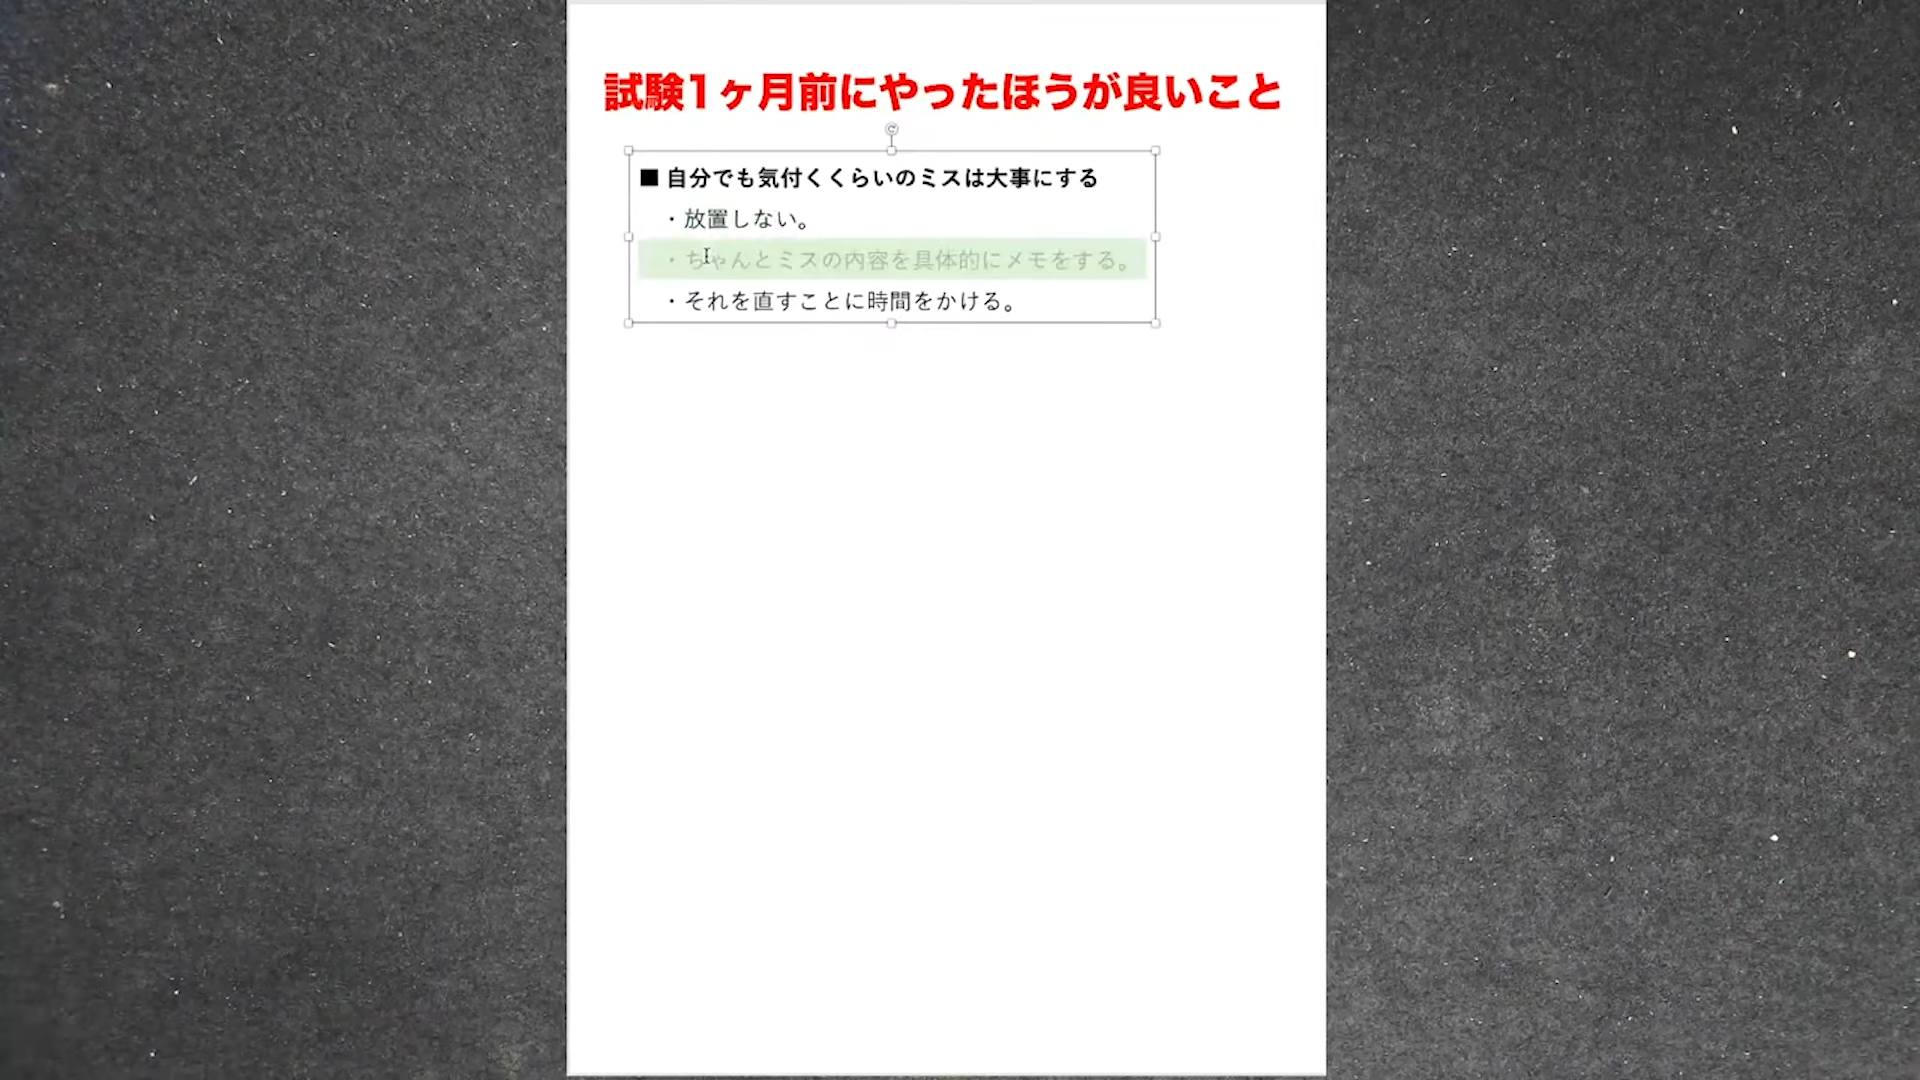 試験1ヶ月前にやったほうが良いこと
■ 自分でも気付くくらいのミスは大事にする
・放置しない。
・ちゃんとミスの内容を具体的にメモをする。
・それを直すことに時間をかける。